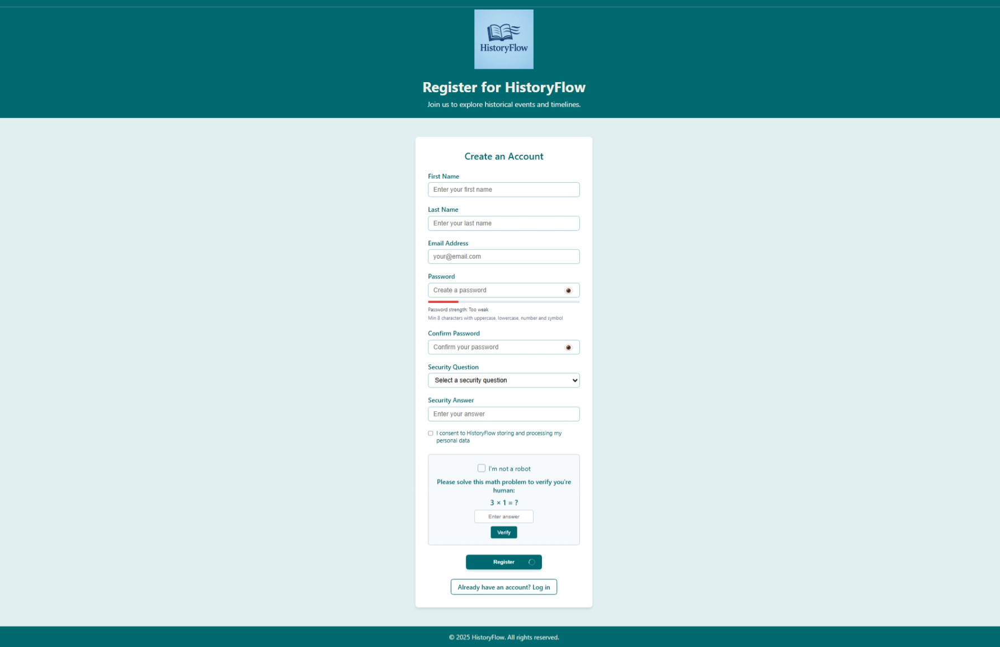 HistoryFlow
Register for HistoryFlow
Join us to explore historical events and timelines.
Create an Account
First Name
Enter your first name
Last Name
Enter your last name
Email Address
your@email.com
Password
Create a password
Password strength: Too weak
Min 8 characters with uppercase, lowercase, number and symbol
Confirm Password
Confirm your password
Security Question
Select a security question
Security Answer
Enter your answer
I consent to HistoryFlow storing and processing my
personal data
I'm not a robot
Please solve this math problem to verify you're
human:
3 × 1 = ?
Enter answer
Verify
Register
Already have an account? Log in
© 2025 HistoryFlow. All rights reserved.